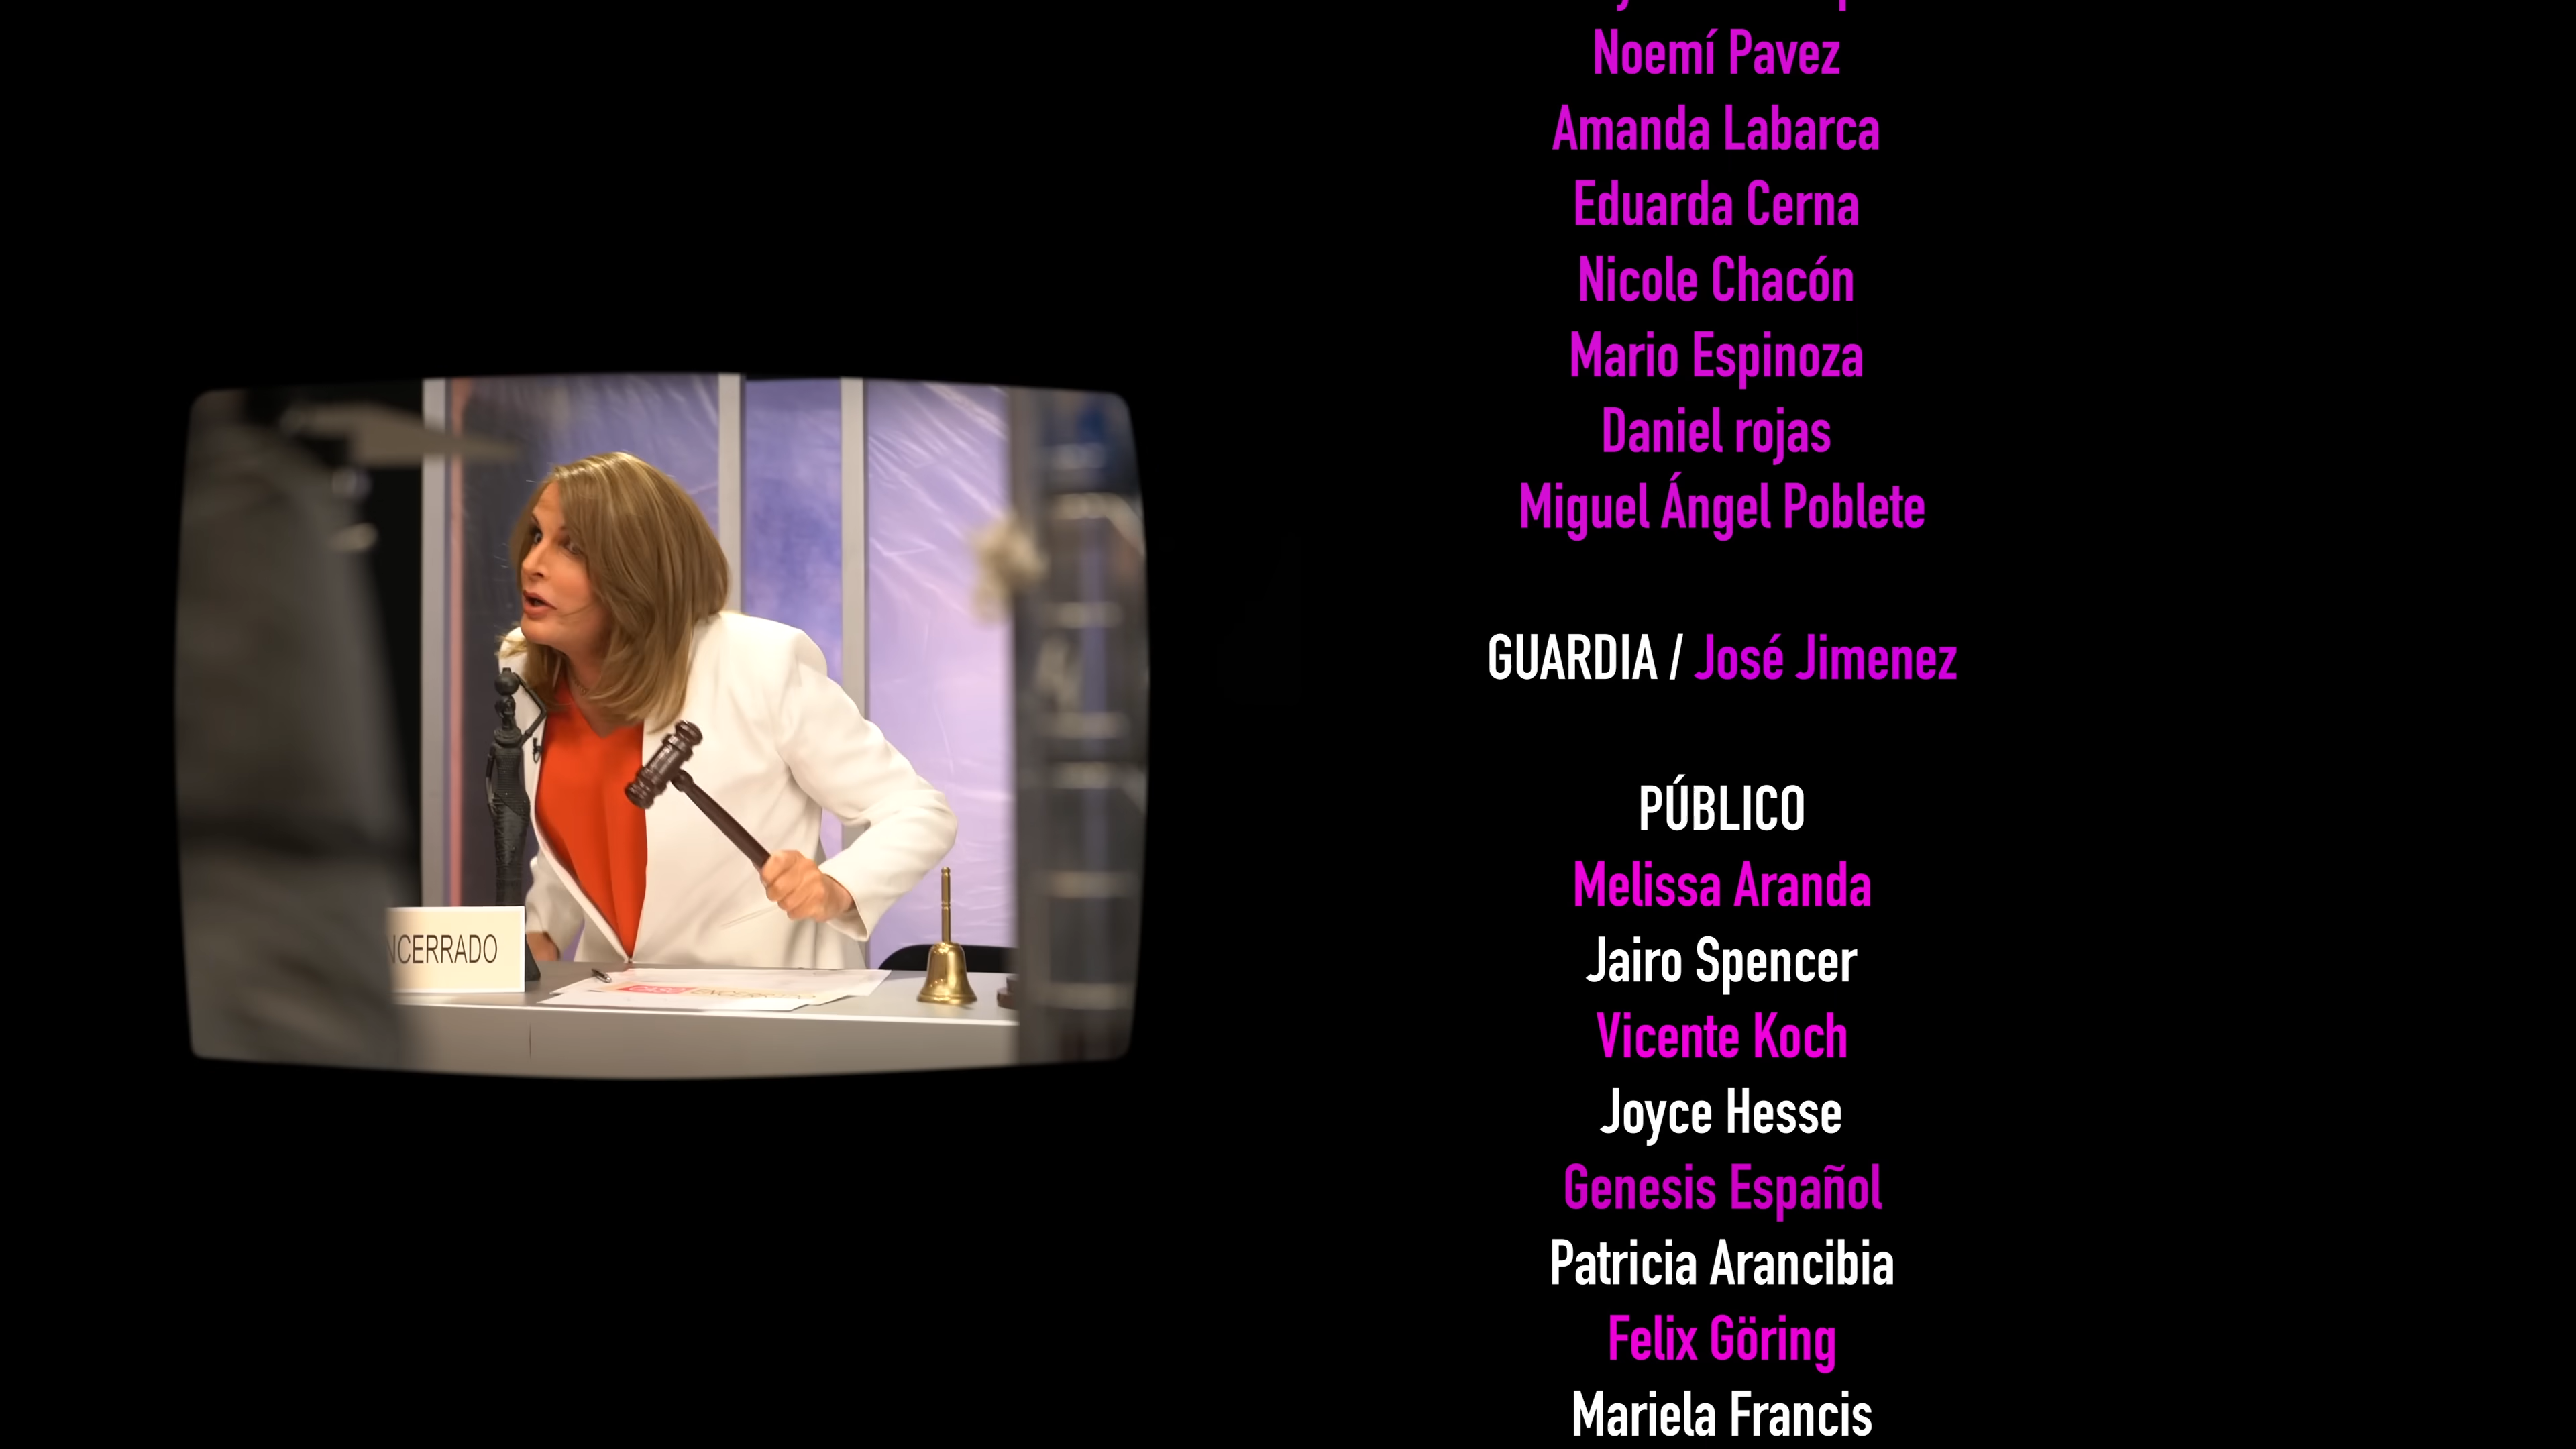 Noemí Pavez
Amanda Labarca
Eduarda Cerna
Nicole Chacón
Mario Espinoza
Daniel rojas
Miguel Ángel Poblete
GUARDIA / José Jimenez
PÚBLICO
Melissa Aranda
Jairo Spencer
Vicente Koch
Joyce Hesse
Genesis Español
Patricia Arancibia
Felix Göring
Mariela Francis
NCERRADO